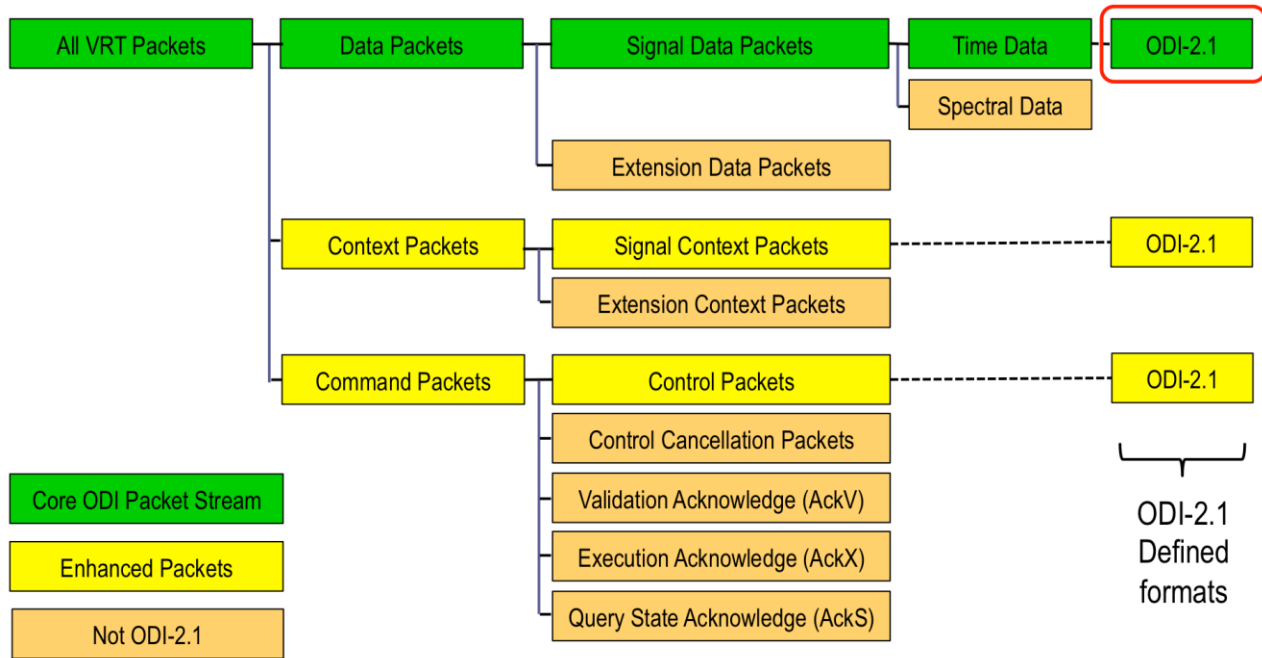 All VRT Packets
Data Packets
Signal Data Packets
Time Data
ODI-2.1
Spectral Data
Extension Data Packets
Context Packets
Signal Context Packets
ODI-2.1
Extension Context Packets
Command Packets
Control Packets
ODI-2.1
Control Cancellation Packets
Validation Acknowledge (AckV)
Execution Acknowledge (AckX)
Query State Acknowledge (AckS)
Core ODI Packet Stream
Enhanced Packets
Not ODI-2.1
ODI-2.1
Defined
formats